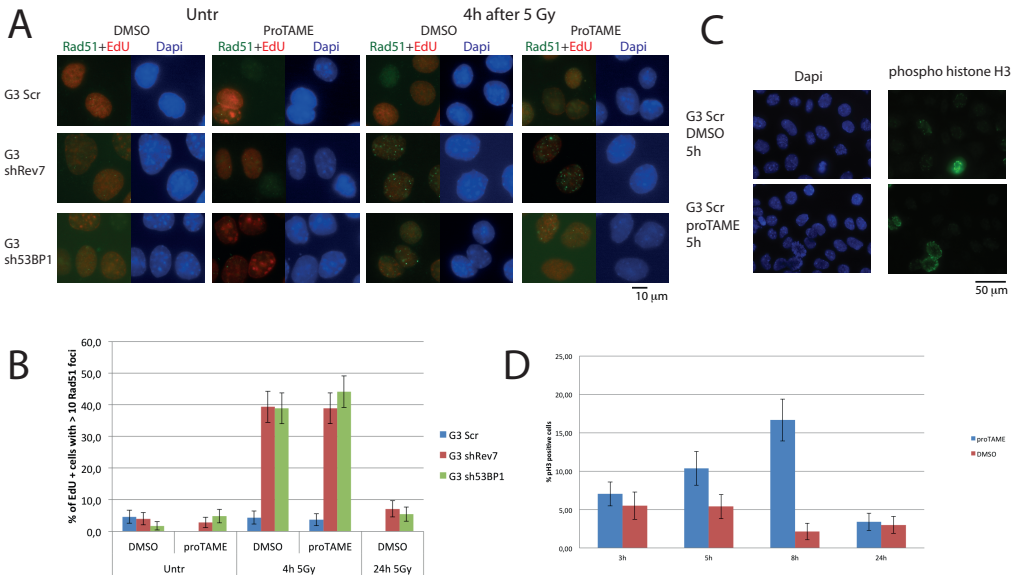 A
Untr
4h after 5 Gy
DMSO
ProTAME
DMSO
ProTAME
Rad51+EdU Dapi
Rad51+EdU Dapi
Rad51+EdU Dapi
Rad51+EdU Dapi
G3 Scr
G3
shRev7
G3
sh53BP1
10 µm
C
Dapi
phospho histone H3
G3 Scr
DMSO
5h
G3 Scr
proTAME
5h
50 µm
B
% of EdU + cells with > 10 Rad51 foci
60,0
50,0
40,0
30,0
20,0
10,0
0,0
DMSO
proTAME
DMSO
proTAME
DMSO
Untr
4h 5Gy
24h 5Gy
G3 Scr
G3 shRev7
G3 sh53BP1
D
% pH3 positive cells
25,00
20,00
15,00
10,00
5,00
0,00
3h
5h
8h
24h
proTAME
DMSO